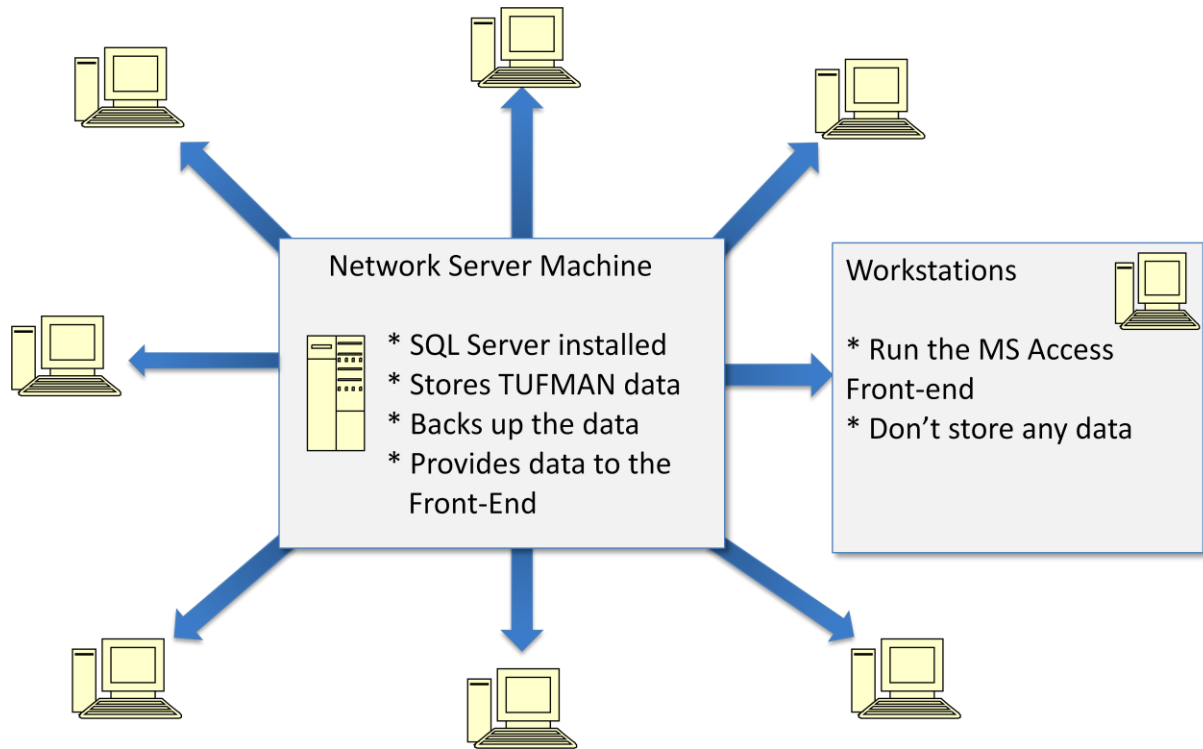 Network Server Machine
* SQL Server installed
* Stores TUFMAN data
* Backs up the data
* Provides data to the
Front-End
Workstations
* Run the MS Access
Front-end
* Don’t store any data